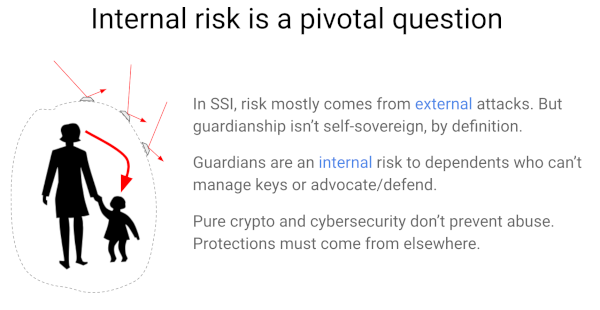 Internal risk is a pivotal question
In SSI, risk mostly comes from external attacks. But
guardianship isn’t self-sovereign, by definition.
Guardians are an internal risk to dependents who can’t
manage keys or advocate/defend.
Pure crypto and cybersecurity don’t prevent abuse.
Protections must come from elsewhere.